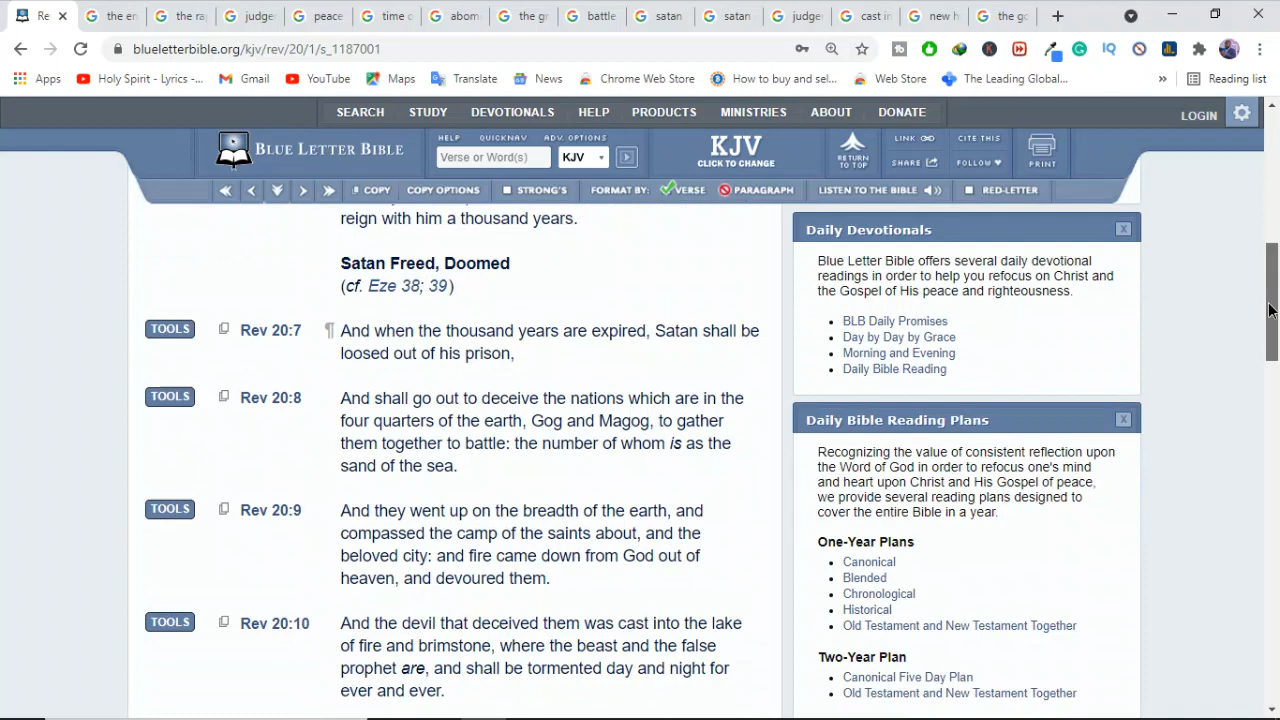 Re
the en
the ra
judge
peace
time o
boom
the gr
battle
satan
satan
judge
cast in
new h
the go
blueletterbible.org/kjv/rev/20/1/s_1187001
Apps
Holy Spirit - Lyrics -...
Gmail
YouTube
Maps
Translate
News
Chrome Web Store
How to buy and sel...
Web Store
The Leading Global...
»
Reading list
SEARCH STUDY DEVOTIONALS HELP PRODUCTS MINISTRIES ABOUT DONATE
LOGIN
BLUE LETTER BIBLE
HELP QUICKNAV ADV. OPTIONS
Verse or Word(s)
KJV
KJV
CLICK TO CHANGE
RETURN
TO TOP
LINK
SHARE
CITE THIS
FOLLOW
PRINT
COPY COPY OPTIONS STRONG'S FORMAT BY: VERSE PARAGRAPH LISTEN TO THE BIBLE RED-LETTER
reign with him a thousand years.
Satan Freed, Doomed
(cf. Eze 38; 39)
TOOLS Rev 20:7 ¶ And when the thousand years are expired, Satan shall be
loosed out of his prison,
TOOLS Rev 20:8 And shall go out to deceive the nations which are in the
four quarters of the earth, Gog and Magog, to gather
them together to battle: the number of whom is as the
sand of the sea.
TOOLS Rev 20:9 And they went up on the breadth of the earth, and
compassed the camp of the saints about, and the
beloved city: and fire came down from God out of
heaven, and devoured them.
TOOLS Rev 20:10 And the devil that deceived them was cast into the lake
of fire and brimstone, where the beast and the false
prophet are, and shall be tormented day and night for
ever and ever.
Daily Devotionals
X
Blue Letter Bible offers several daily devotional
readings in order to help you refocus on Christ and
the Gospel of His peace and righteousness.
BLB Daily Promises
Day by Day by Grace
Morning and Evening
Daily Bible Reading
Daily Bible Reading Plans
X
Recognizing the value of consistent reflection upon
the Word of God in order to refocus one's mind
and heart upon Christ and His Gospel of peace,
we provide several reading plans designed to
cover the entire Bible in a year.
One-Year Plans
Canonical
Blended
Chronological
Historical
Old Testament and New Testament Together
Two-Year Plan
Canonical Five Day Plan
Old Testament and New Testament Together